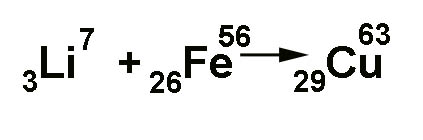 ₃Li⁷ + ₂₆Fe⁵⁶ → ₂₉Cu⁶³